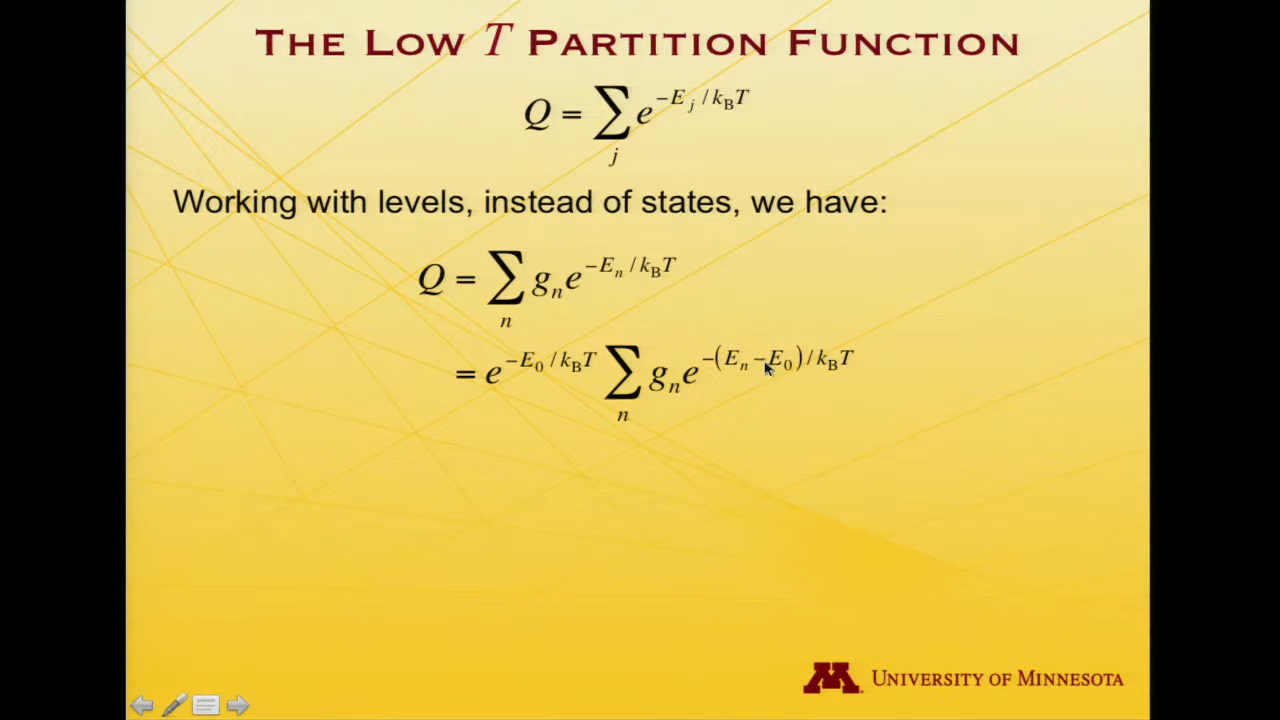 The Low T Partition Function
Q = ∑_j e^{−E_j / k_B T}
Working with levels, instead of states, we have:
Q = ∑_n g_n e^{−E_n / k_B T}
= e^{−E_0 / k_B T} ∑_n g_n e^{−(E_n − E_0) / k_B T}
M University of Minnesota